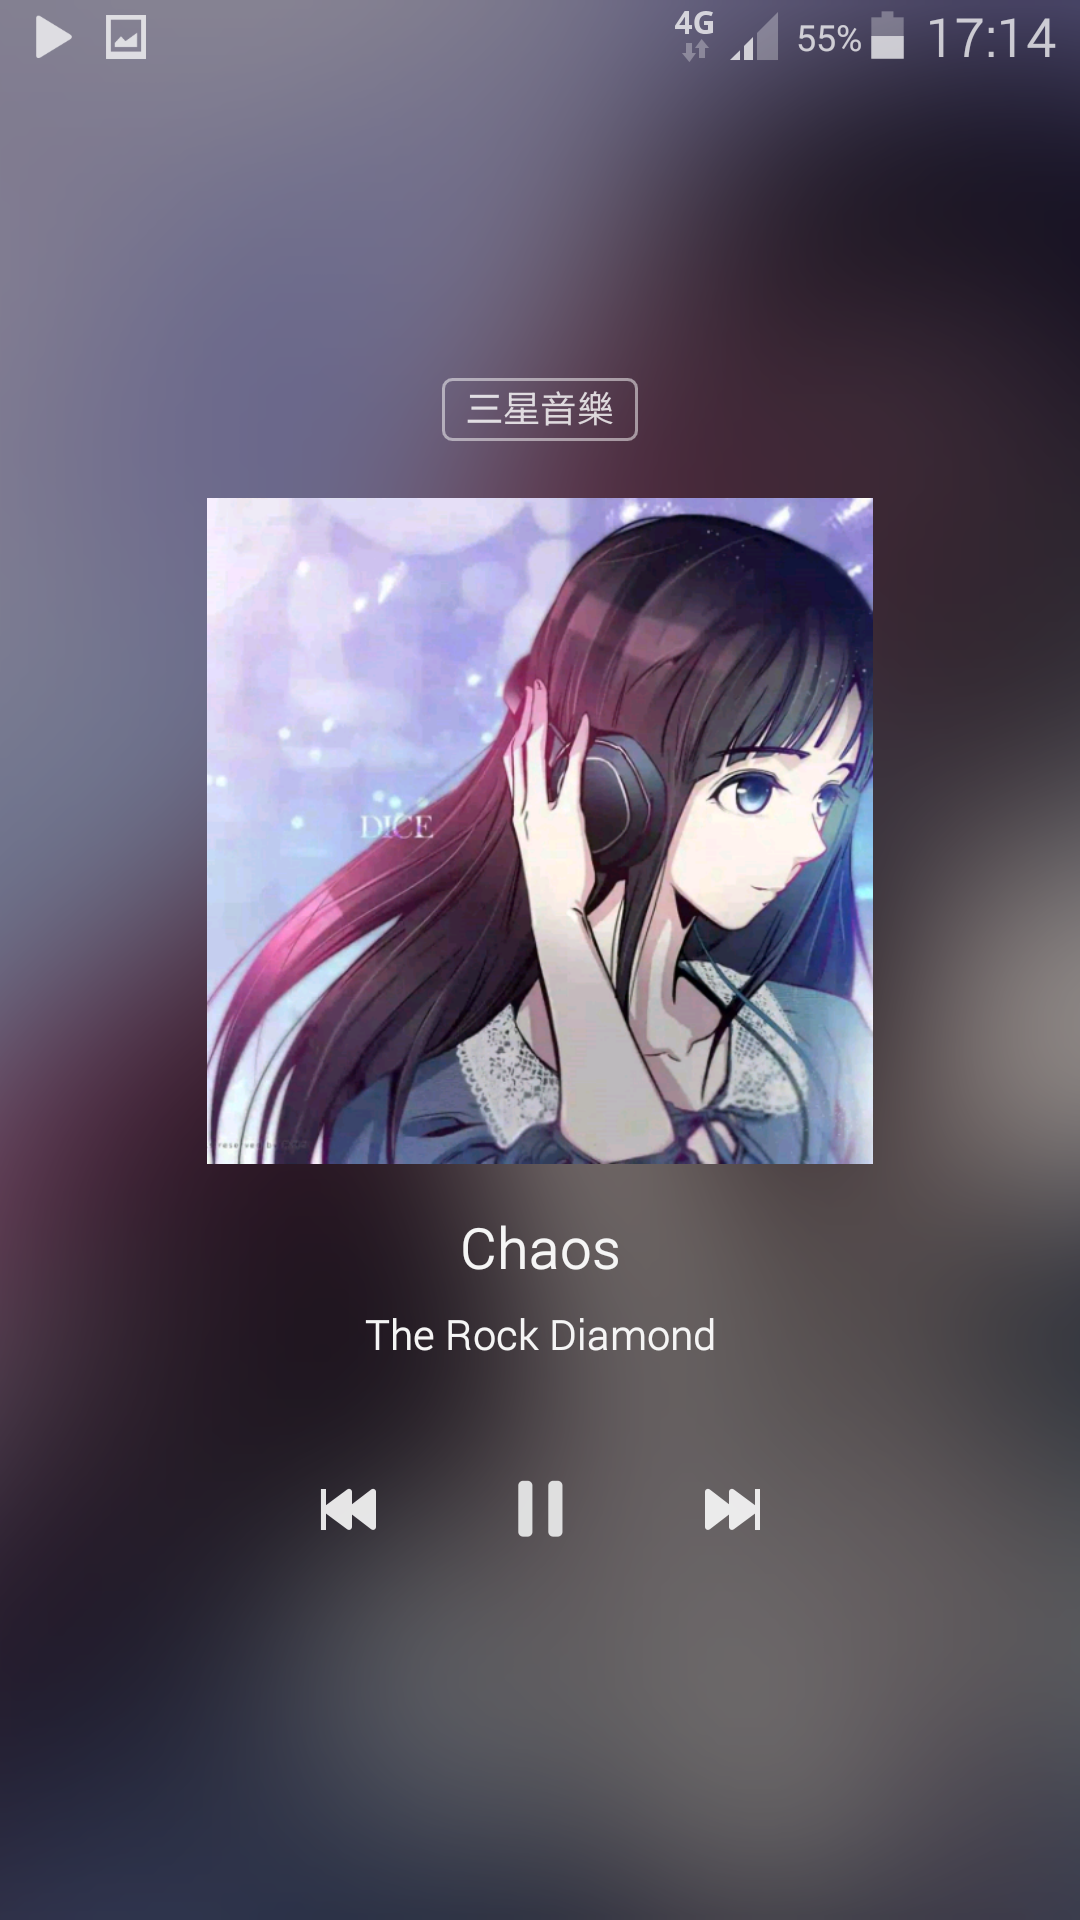 4G 55% 17:14
三星音樂
DICE
Chaos
The Rock Diamond